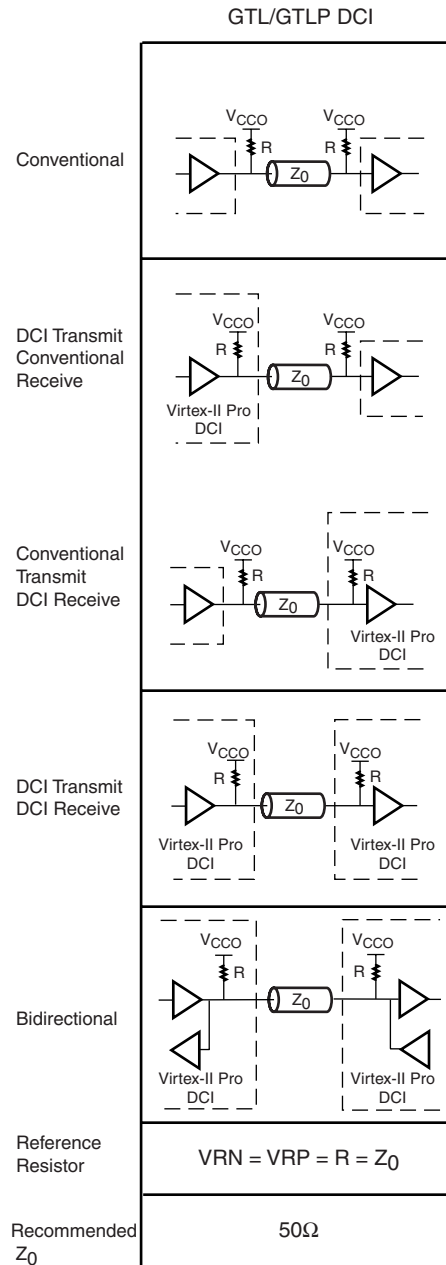 GTL/GTLP DCI
Conventional
VCCO
VCCO
R
R
Z0
DCI Transmit
Conventional
Receive
VCCO
VCCO
R
R
Z0
Virtex-II Pro
DCI
Conventional
Transmit
DCI Receive
VCCO
VCCO
R
R
Z0
Virtex-II Pro
DCI
DCI Transmit
DCI Receive
VCCO
VCCO
R
R
Z0
Virtex-II Pro
DCI
Virtex-II Pro
DCI
Bidirectional
VCCO
VCCO
R
R
Z0
Virtex-II Pro
DCI
Virtex-II Pro
DCI
Reference
Resistor
VRN = VRP = R = Z0
Recommended
Z0
50Ω